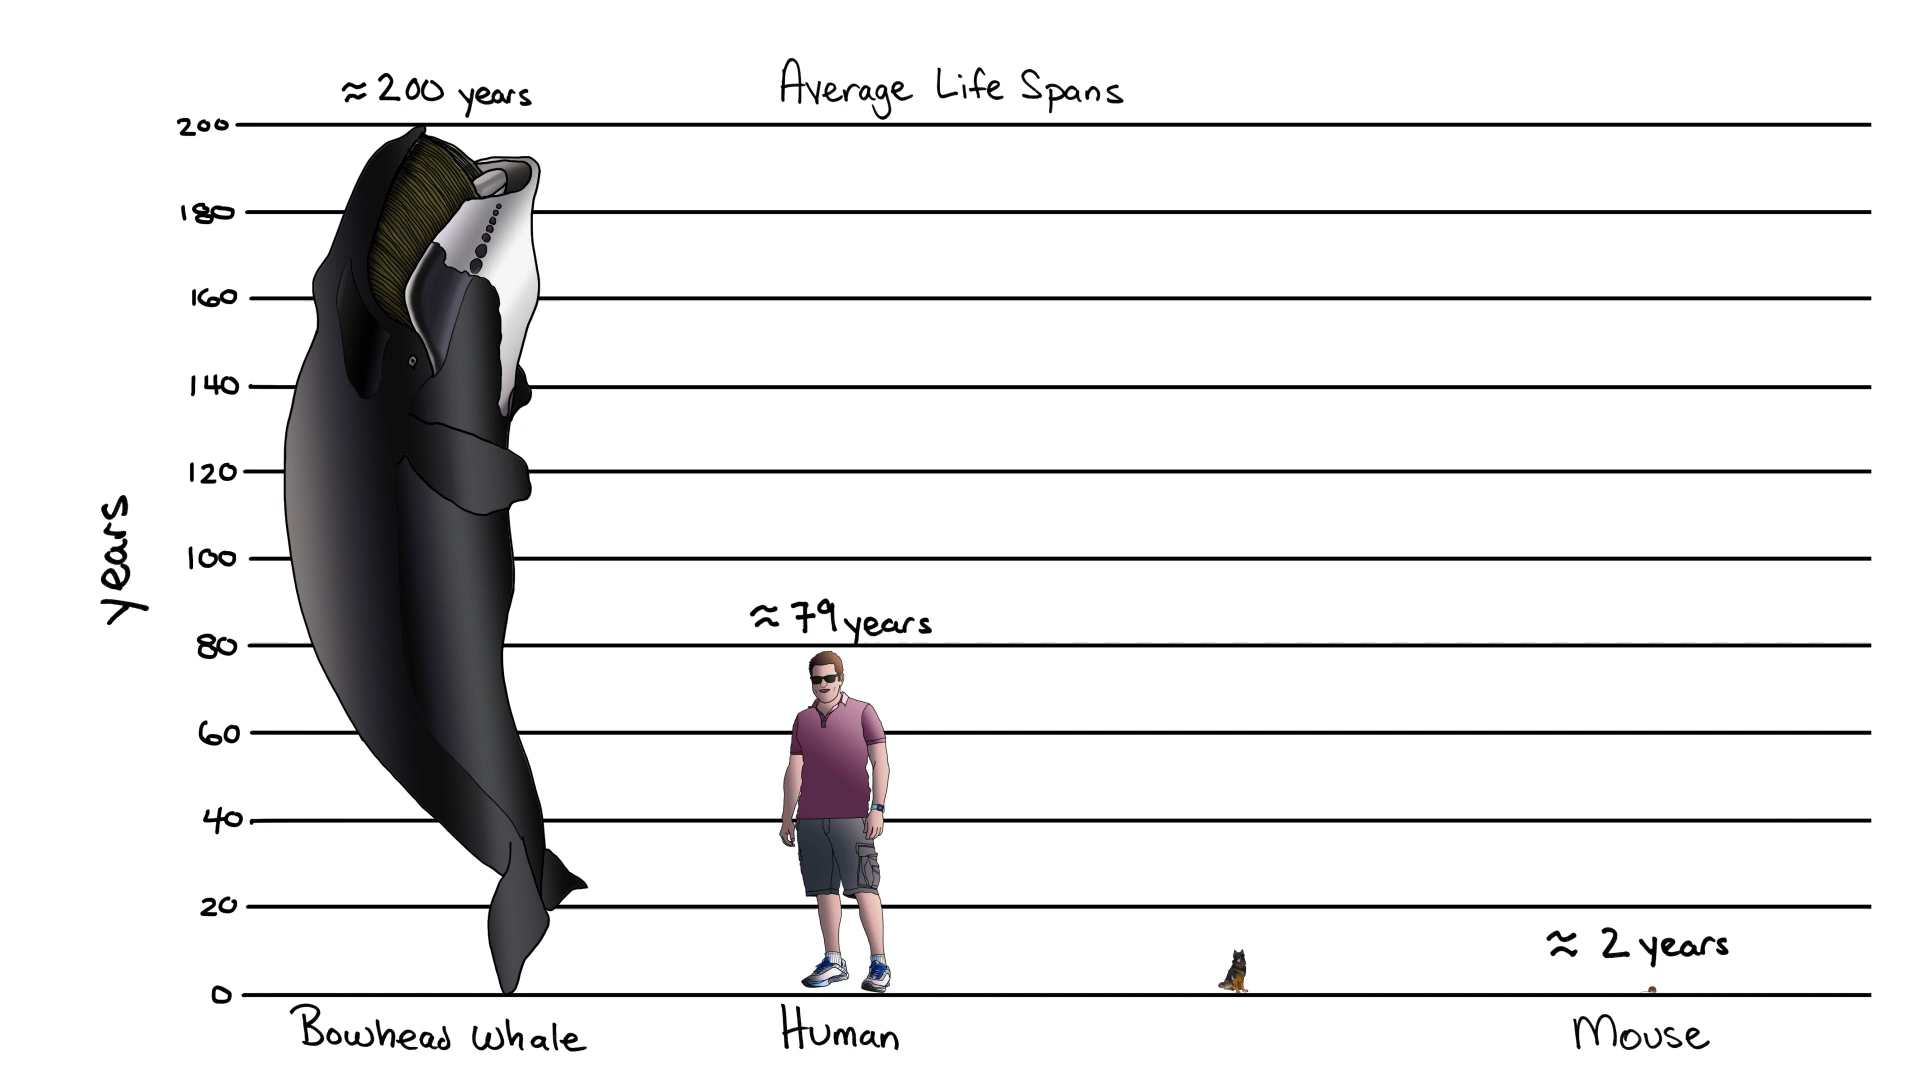 Average Life Spans
≈ 200 years
200
180
160
140
120
100
80
60
40
20
0
years
≈ 79 years
≈ 2 years
Bowhead Whale
Human
Mouse